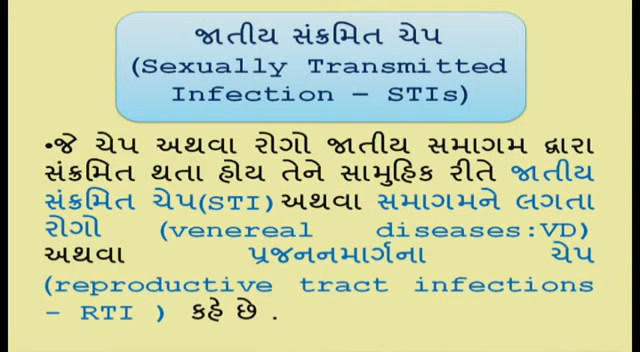 જાતીય સંક્રમિત ચેપ
(Sexually Transmitted
Infection – STIs)
•જે ચેપ અથવા રોગો જાતીય સમાગમ દ્વારા
સંક્રમિત થતા હોય તેને સામુહિક રીતે જાતીય
સંક્રમિત ચેપ(STI) અથવા સમાગમને લગતા
રોગો (venereal diseases:VD)
અથવા પ્રજનનમાર્ગના ચેપ
(reproductive tract infections
– RTI ) કહે છે .